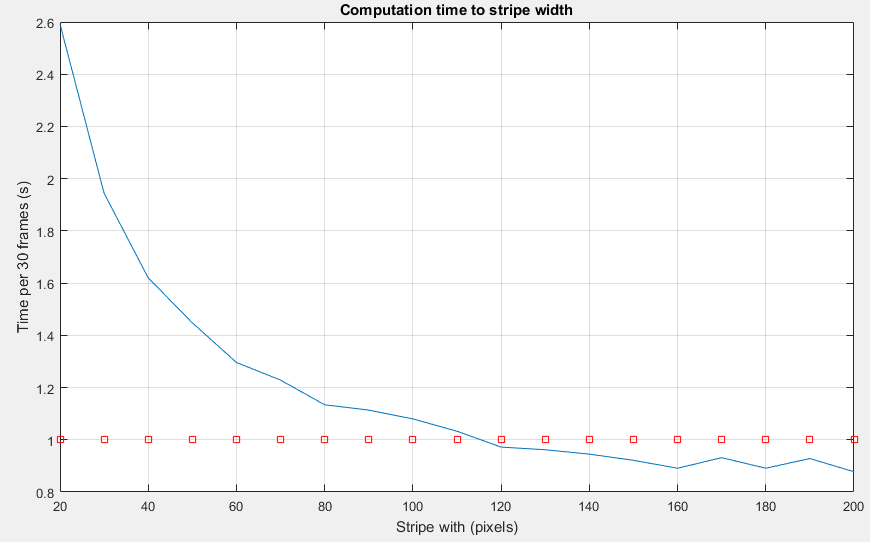 Computation time to stripe width
2.6
2.4
2.2
2
1.8
1.6
1.4
1.2
1
0.8
Time per 30 frames (s)
20 40 60 80 100 120 140 160 180 200
Stripe with (pixels)